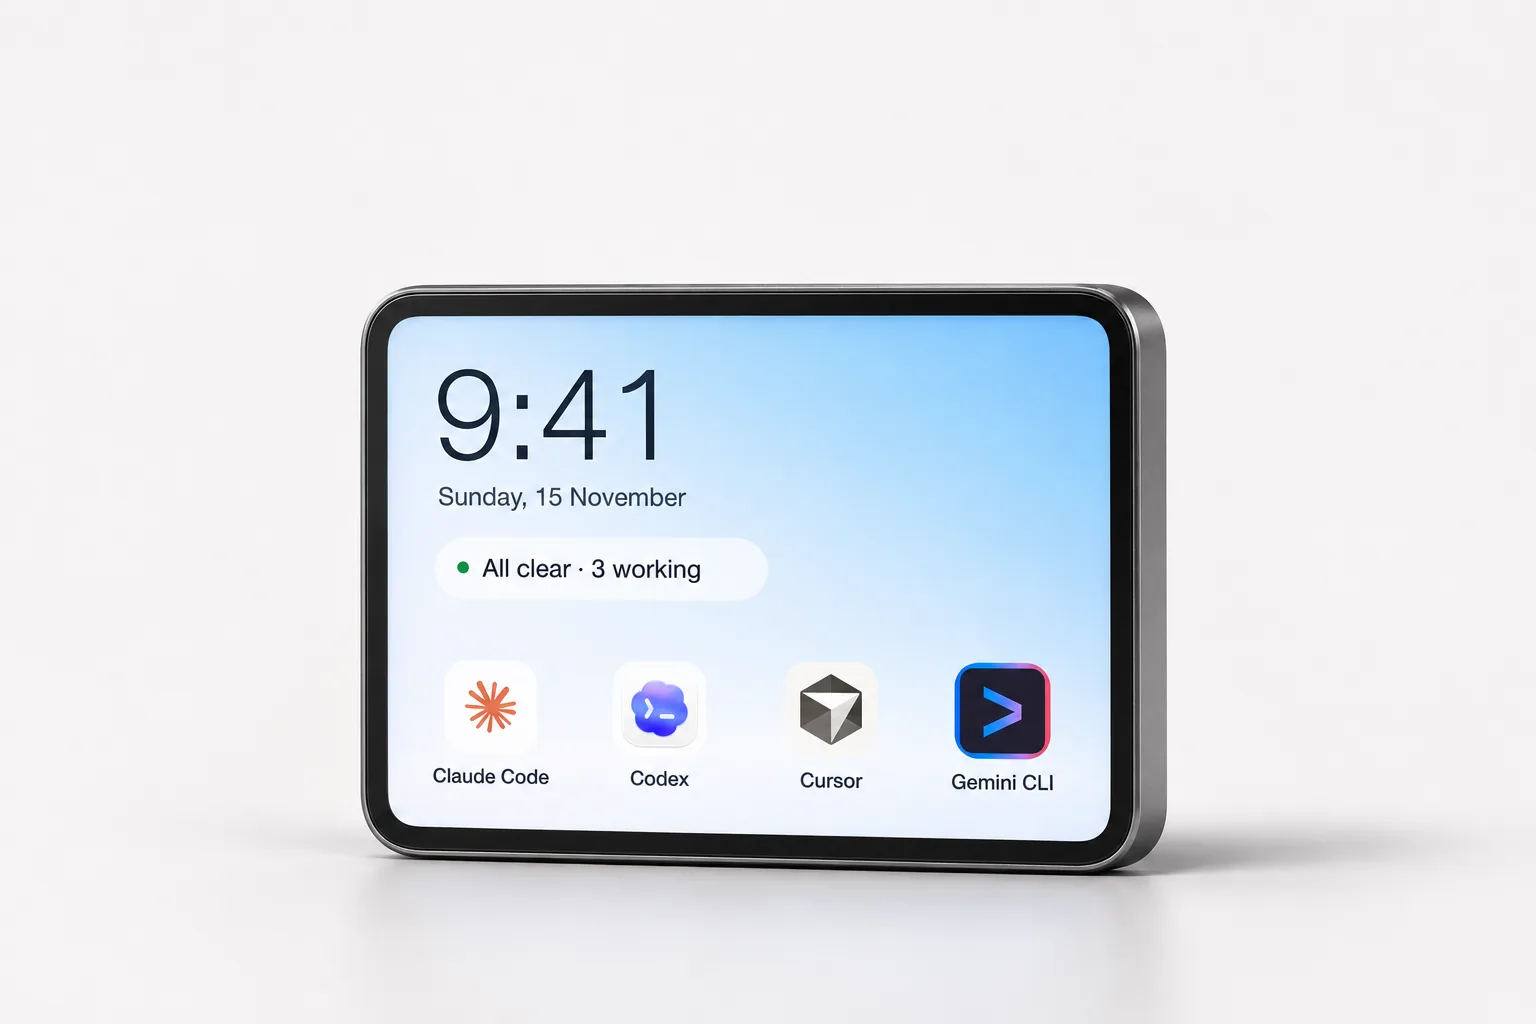 9:41
Sunday, 15 November
All clear · 3 working
Claude Code
Codex
Cursor
Gemini CLI